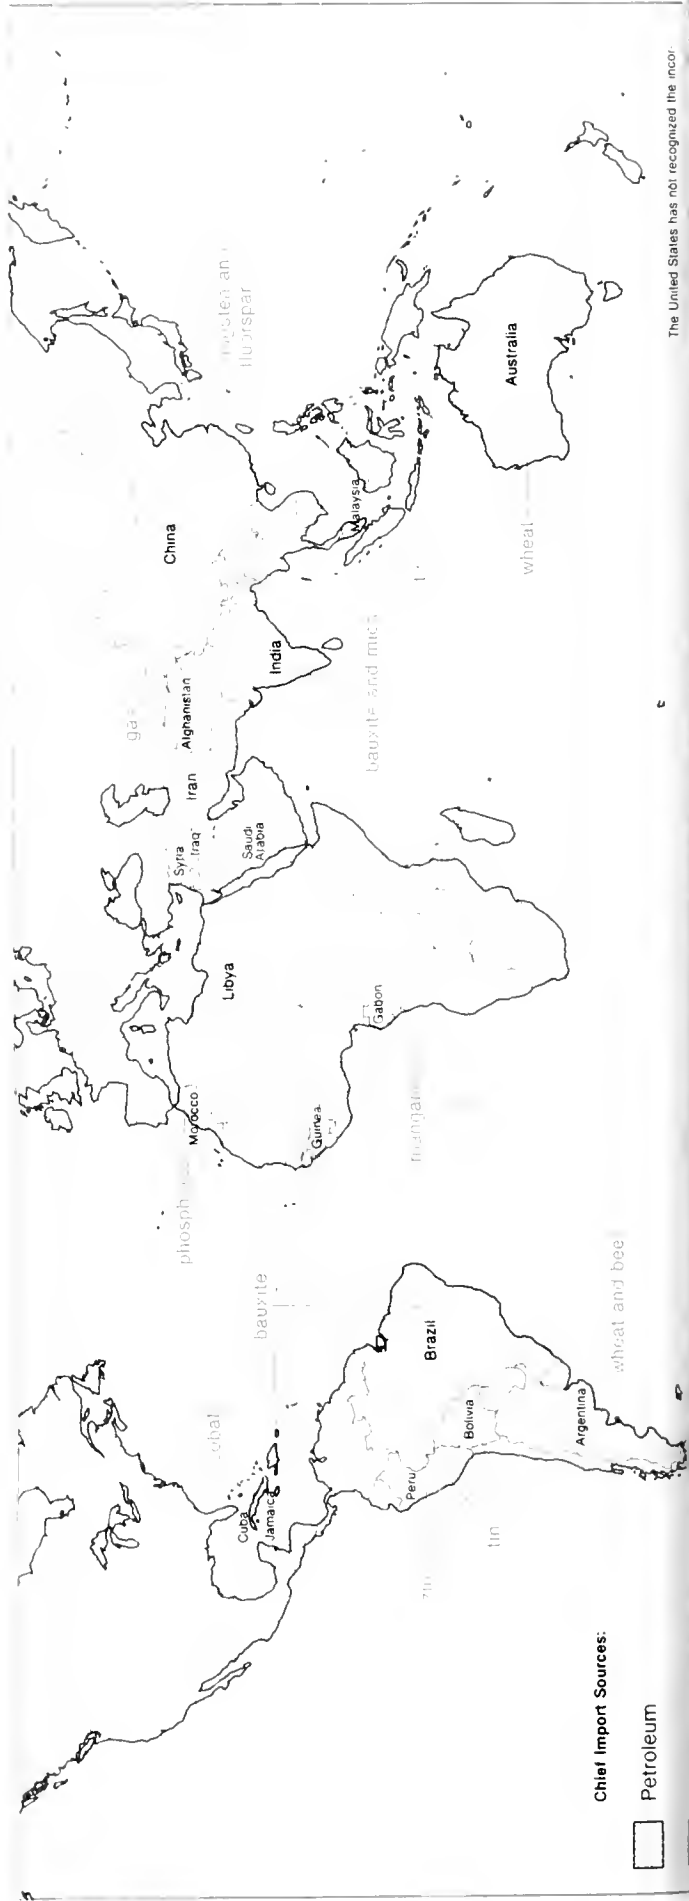 China
Afghanistan
Iran
Syria
Iraq
Saudi
Arabia
India
Malaysia
Australia
Libya
Morocco
Guinea
Gabon
Cuba
Jamaica
Brazil
Peru
Bolivia
Argentina
fluorspar
bauxite and mica
bauxite
tin
wheat and
Chief Import Sources:
Petroleum
The United States has not recognized the incor-